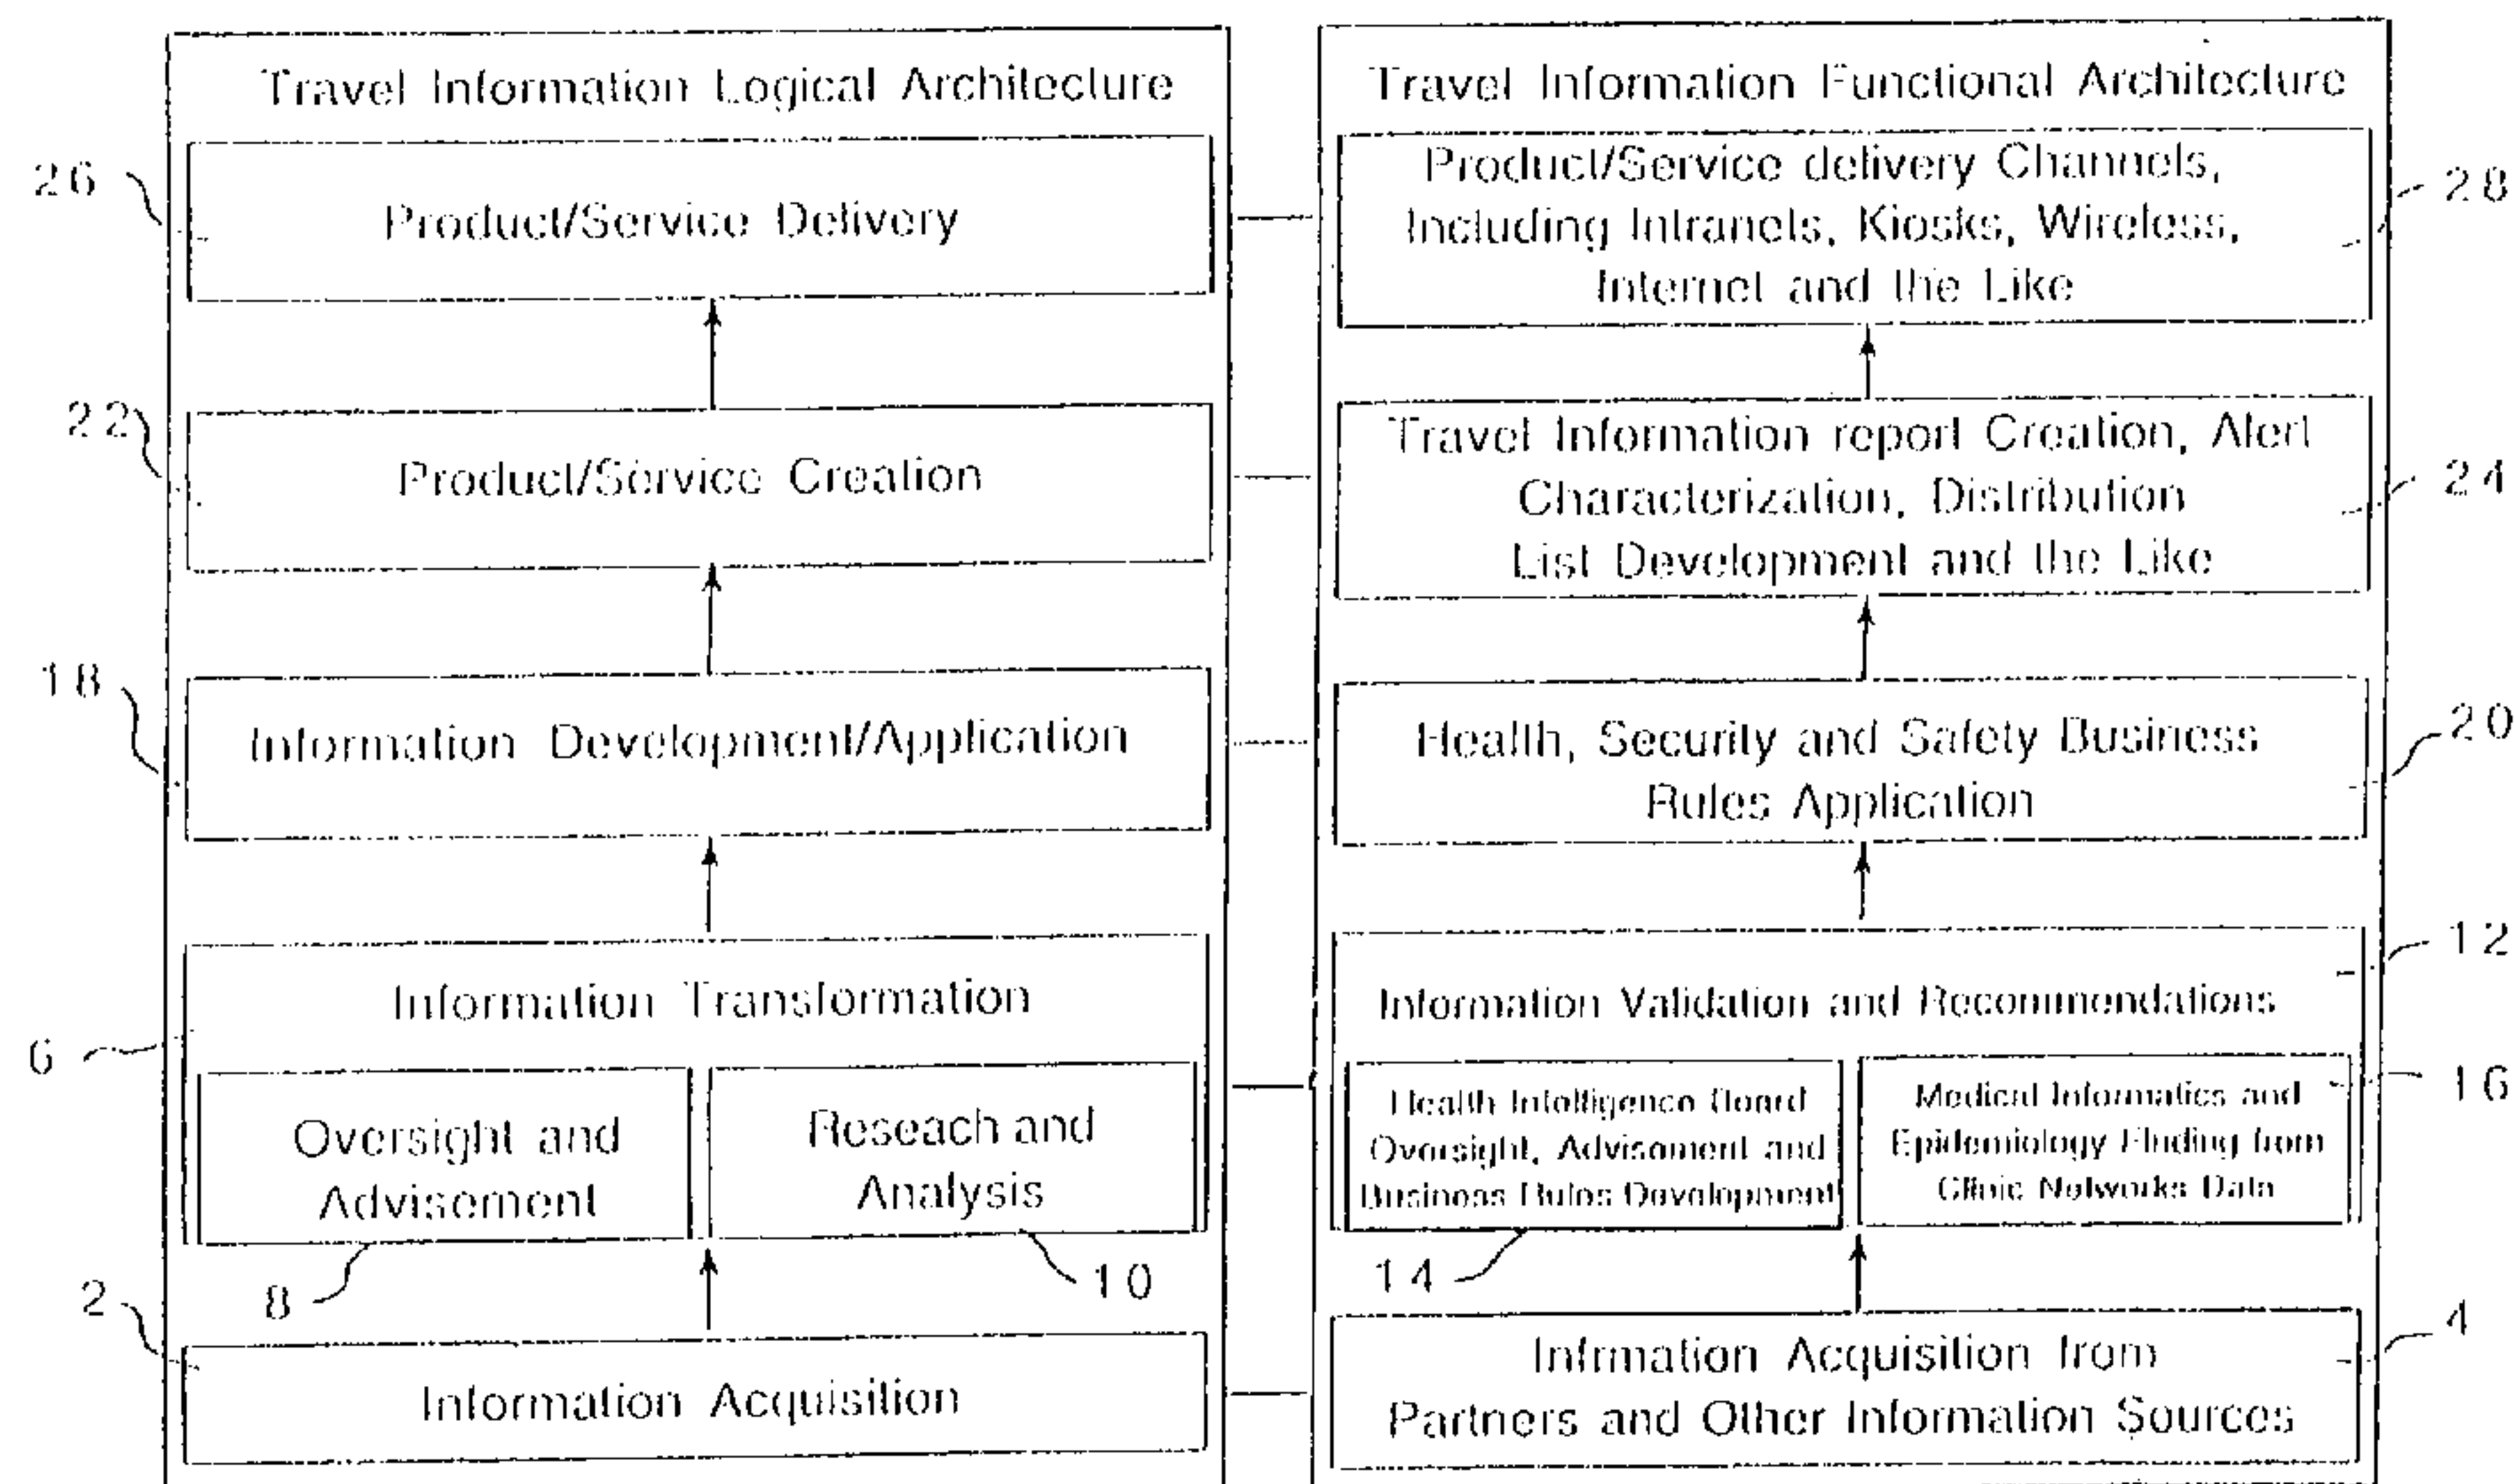 Travel Information Logical Architecture
26
Product/Service Delivery
22
Product/Service Creation
18
Information Development/Application
Information Transformation
6
Oversight and
Advisement
Reseach and
Analysis
8
10
2
Information Acquisition
Travel Information Functional Architecture
Product/Service delivery Channels,
Including Intranets, Kiosks, Wireless,
Internet and the Like
28
Travel Information report Creation, Alert
Characterization, Distribution
List Development and the Like
24
Health, Security and Safety Business
Rules Application
20
12
Information Validation and Recommendations
Health Intelligence Board
Oversight, Advisement and
Business Rules Development
Medical Informatics and
Epidemiology Finding from
Clinic Networks Data
16
14
Infrmation Acquisition from
Partners and Other Information Sources
4